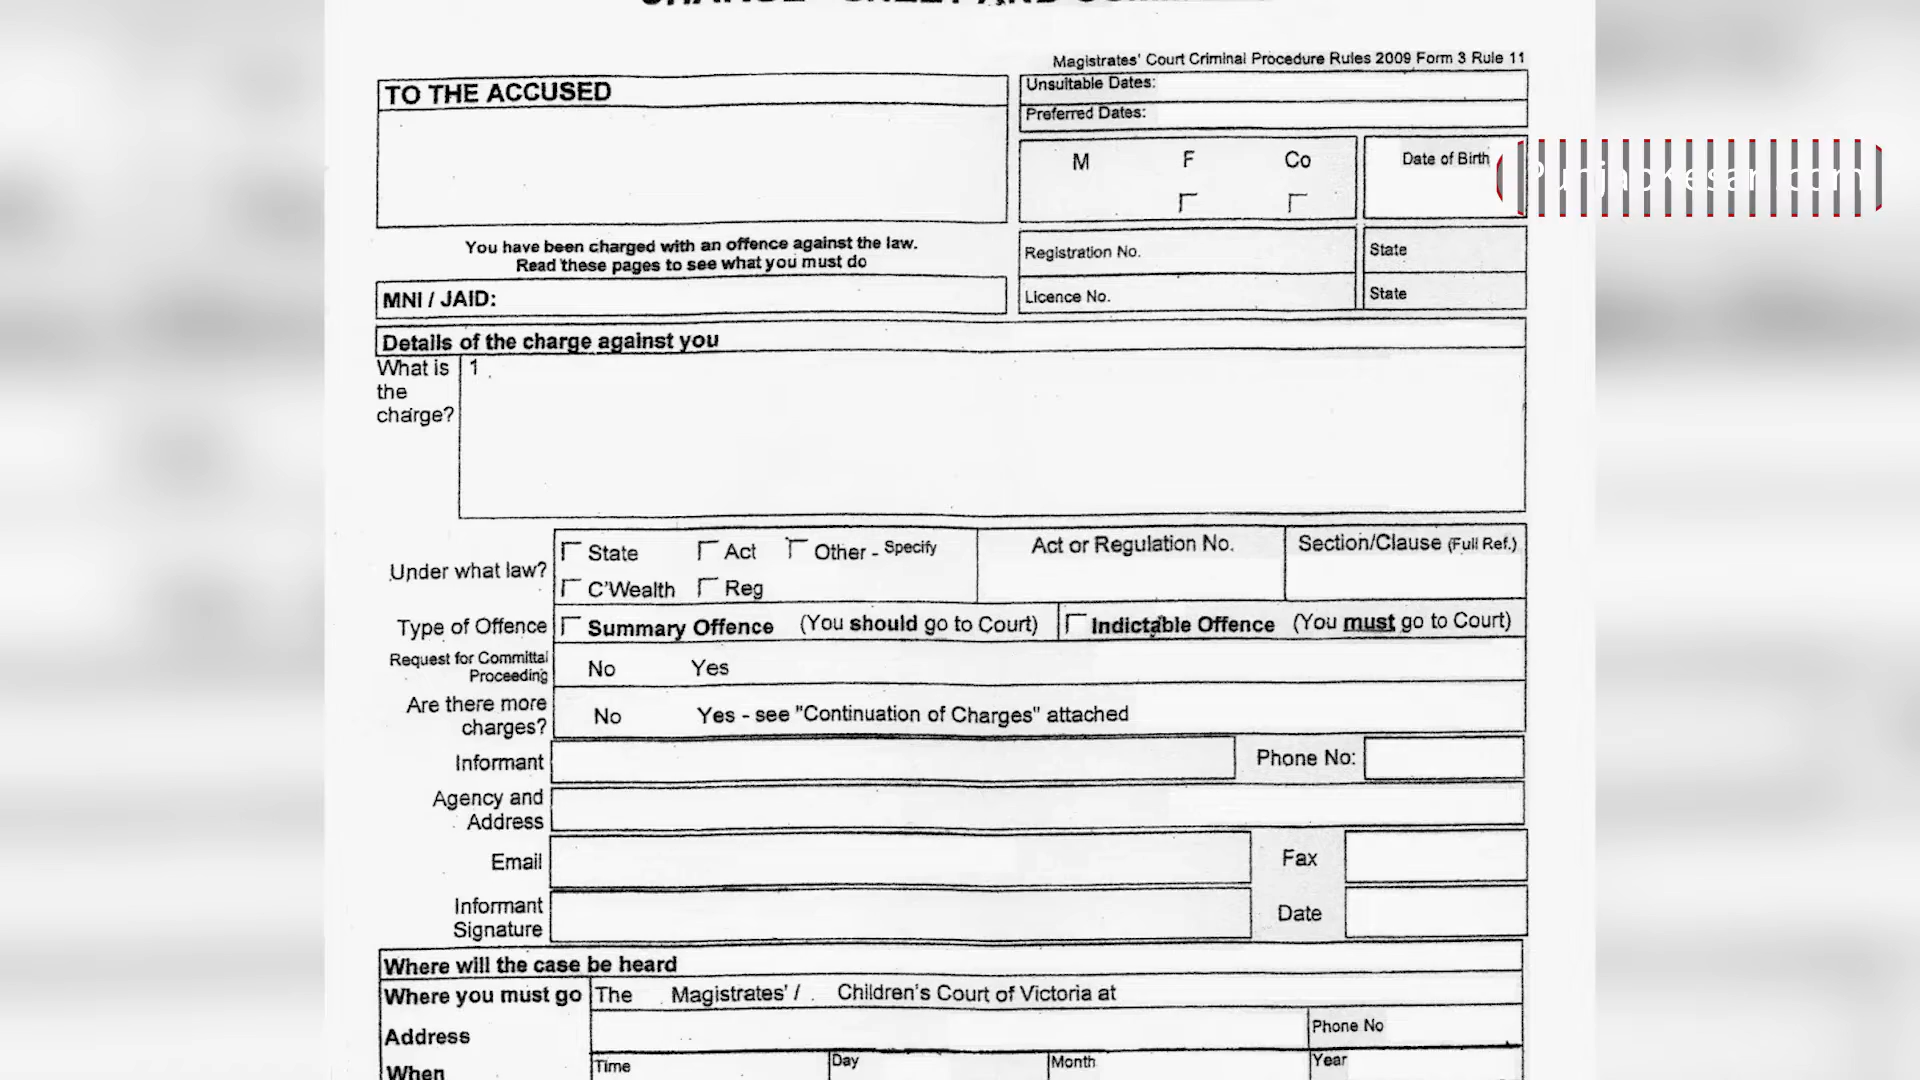 Magistrates' Court Criminal Procedure Rules 2009 Form 3 Rule 11
TO THE ACCUSED
Unsuitable Dates:
Preferred Dates:
M F Co
Date of Birth
PunjabKesari.com
You have been charged with an offence against the law.
Read these pages to see what you must do
Registration No.
State
MNI / JAID:
Licence No.
State
Details of the charge against you
What is the charge?
1
Under what law?
State Act Other - Specify
C'Wealth Reg
Act or Regulation No.
Section/Clause (Full Ref.)
Type of Offence
Summary Offence (You should go to Court)
Indictable Offence (You must go to Court)
Request for Committal Proceeding
No Yes
Are there more charges?
No Yes - see "Continuation of Charges" attached
Informant
Phone No:
Agency and Address
Email
Fax
Informant Signature
Date
Where will the case be heard
Where you must go
The Magistrates' / Children's Court of Victoria at
Address
Phone No
When
Time
Day
Month
Year